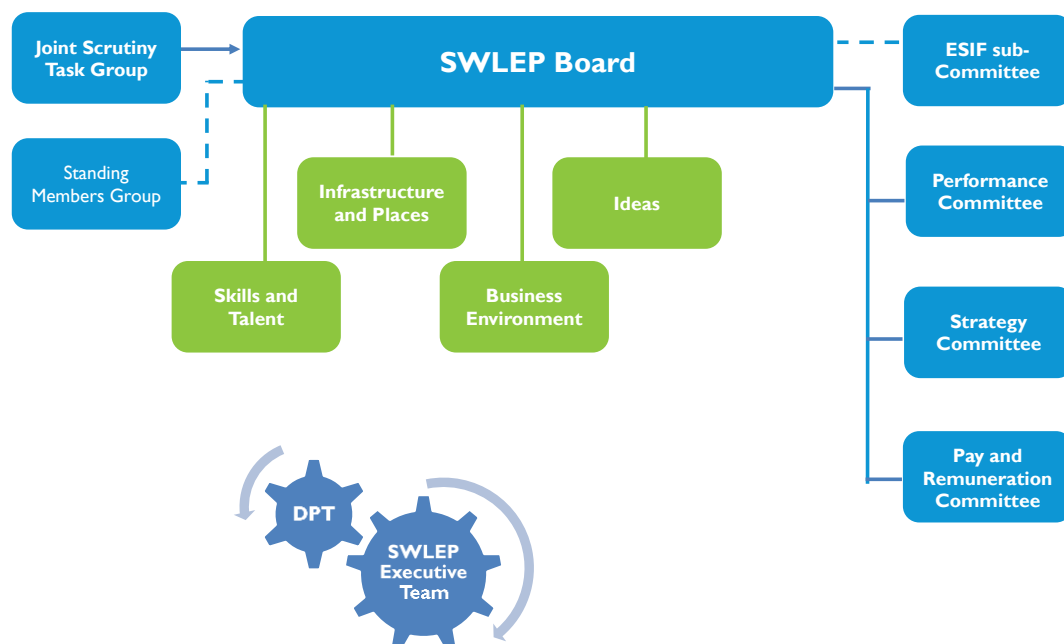 Joint Scrutiny
Task Group
SWLEP Board
ESIF sub-
Committee
Standing
Members Group
Infrastructure
and Places
Ideas
Performance
Committee
Skills and
Talent
Business
Environment
Strategy
Committee
Pay and
Remuneration
Committee
DPT
SWLEP
Executive
Team